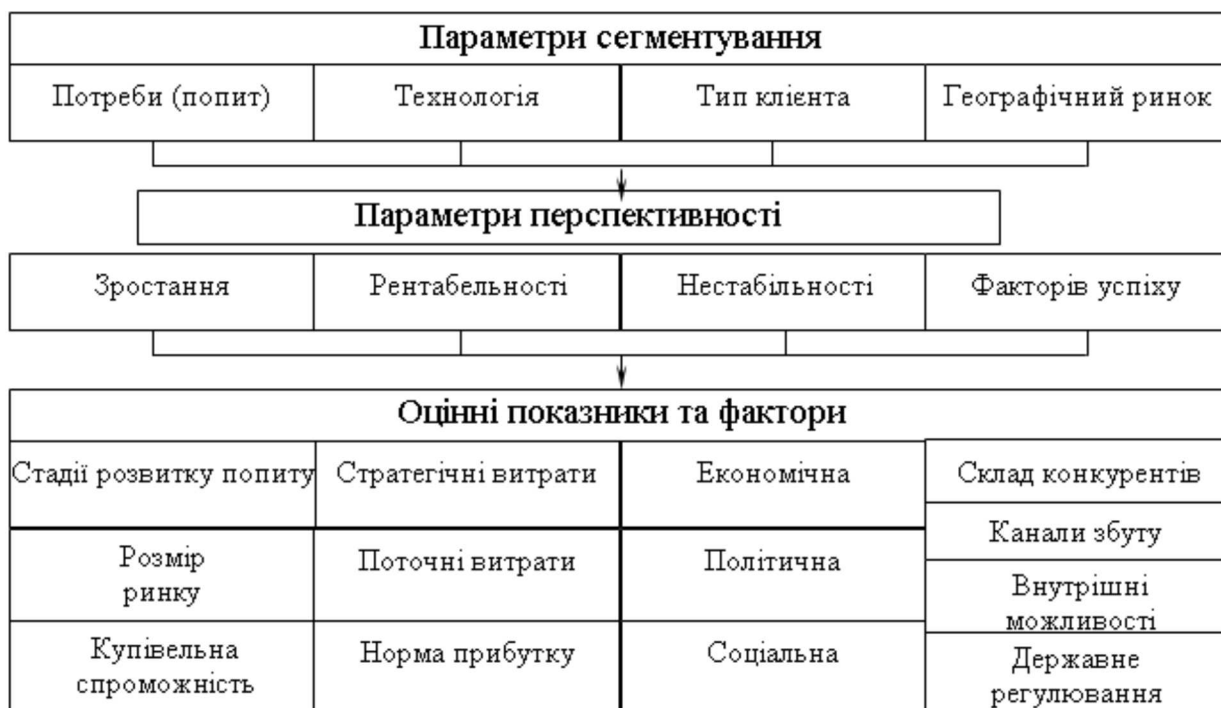 Параметри сегментування
Потреби (попит)
Технологія
Тип клієнта
Географічний ринок
Параметри перспективності
Зростання
Рентабельності
Нестабільності
Факторів успіху
Оцінні показники та фактори
Стадії розвитку попиту
Стратегічні витрати
Економічна
Склад конкурентів
Канали збуту
Розмір
ринку
Поточні витрати
Політична
Внутрішні
можливості
Купівельна
спроможність
Норма прибутку
Соціальна
Державне
регулювання